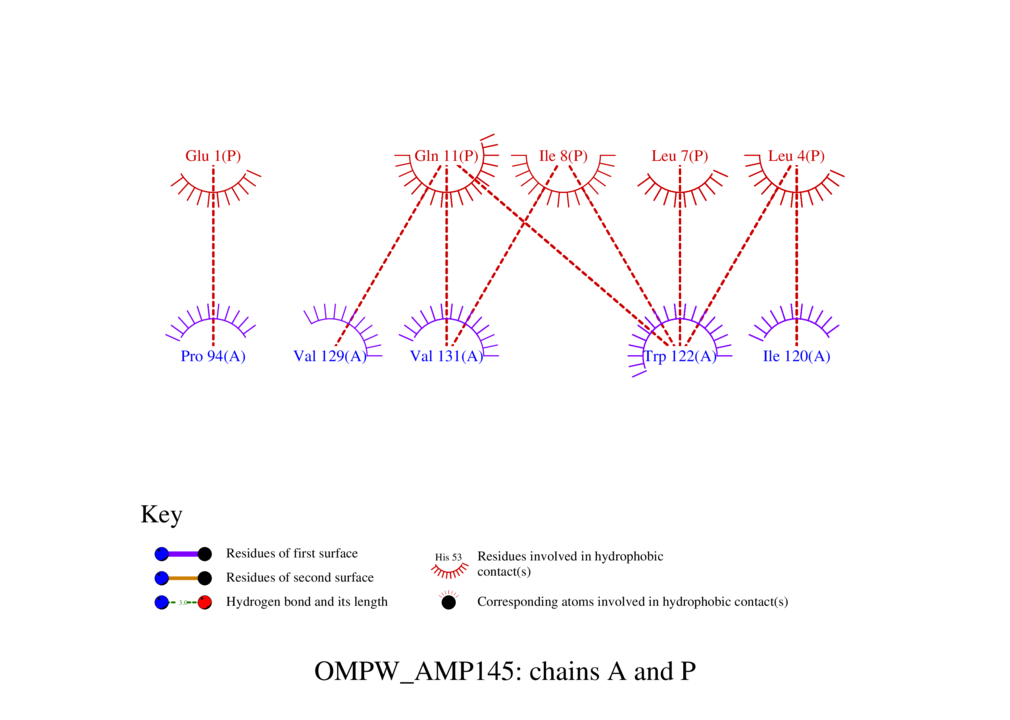 Glu 1(P) Gln 11(P) Ile 8(P) Leu 7(P) Leu 4(P)
Pro 94(A) Val 129(A) Val 131(A) Trp 122(A) Ile 120(A)
Key
Residues of first surface
Residues of second surface
3.0 Hydrogen bond and its length
His 53 Residues involved in hydrophobic
contact(s)
Corresponding atoms involved in hydrophobic contact(s)
OMPW_AMP145: chains A and P